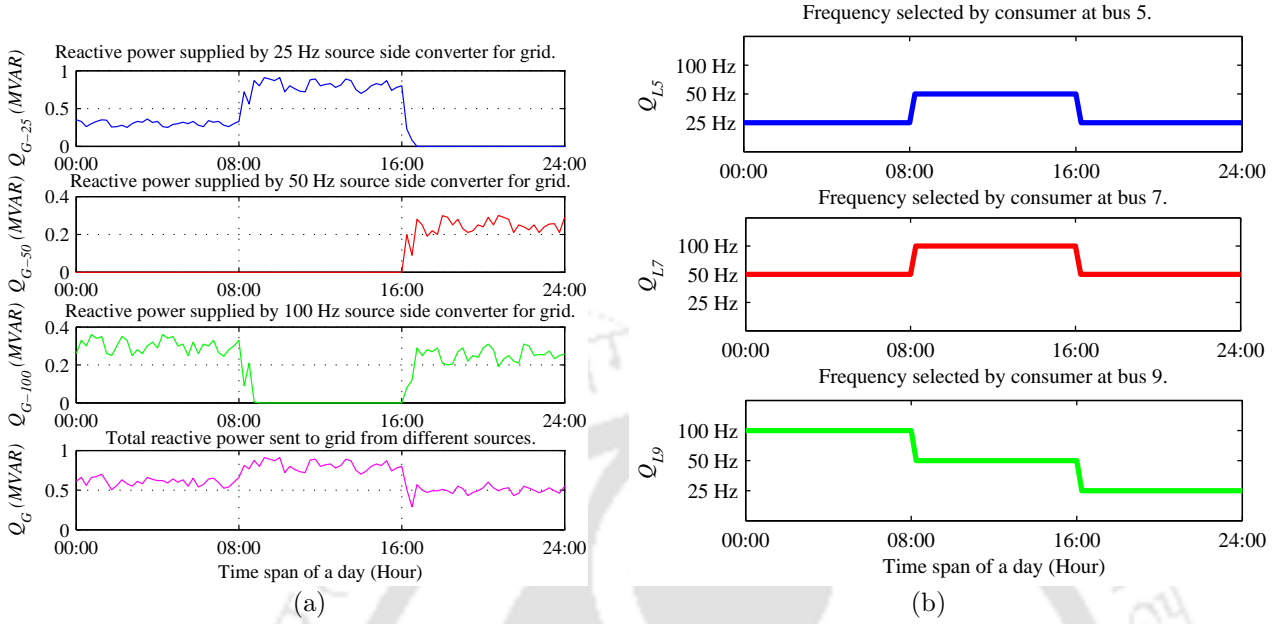 Reactive power supplied by 25 Hz source side converter for grid.
Q_{G−25} (MVAR)
1
0.5
0
00:00 08:00 16:00 24:00
Reactive power supplied by 50 Hz source side converter for grid.
Q_{G−50} (MVAR)
0.4
0.2
0
00:00 08:00 16:00 24:00
Reactive power supplied by 100 Hz source side converter for grid.
Q_{G−100} (MVAR)
0.4
0.2
0
00:00 08:00 16:00 24:00
Total reactive power sent to grid from different sources.
Q_G (MVAR)
1
0.5
0
00:00 08:00 16:00 24:00
Time span of a day (Hour)
(a)
Frequency selected by consumer at bus 5.
Q_{L5}
100 Hz
50 Hz
25 Hz
00:00 08:00 16:00 24:00
Frequency selected by consumer at bus 7.
Q_{L7}
100 Hz
50 Hz
25 Hz
00:00 08:00 16:00 24:00
Frequency selected by consumer at bus 9.
Q_{L9}
100 Hz
50 Hz
25 Hz
00:00 08:00 16:00 24:00
Time span of a day (Hour)
(b)